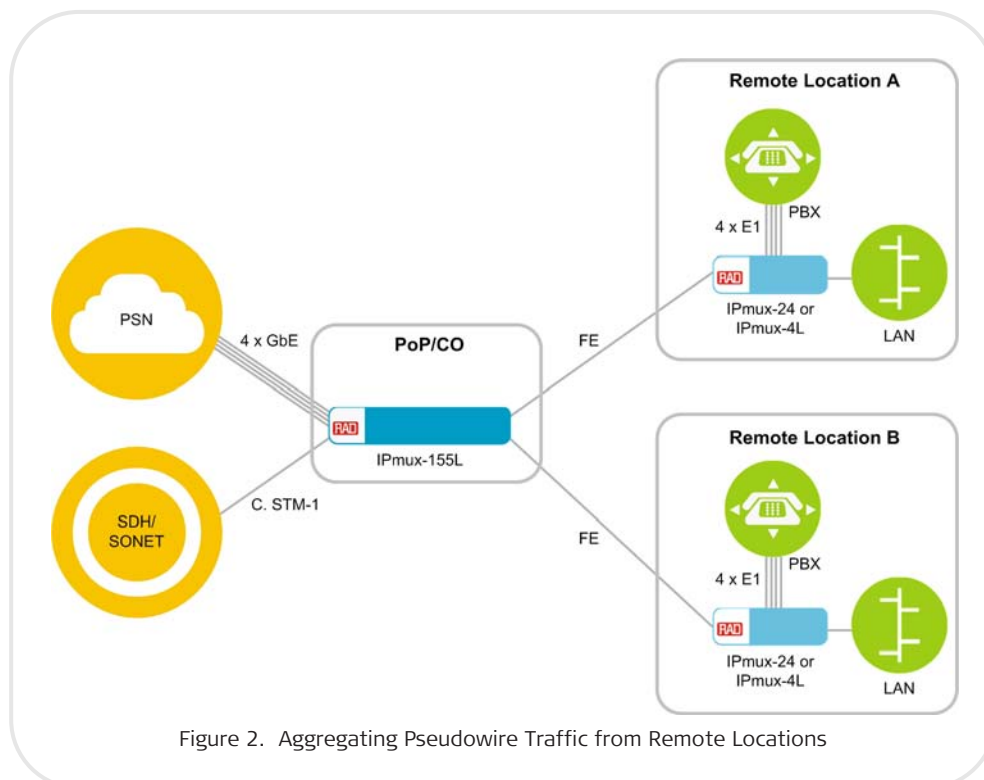 Remote Location A
PBX
4 x E1
RAD
IPmux-24 or
IPmux-4L
LAN
PSN
4 x GbE
PoP/CO
FE
RAD
IPmux-155L
C. STM-1
SDH/
SONET
FE
Remote Location B
PBX
4 x E1
RAD
IPmux-24 or
IPmux-4L
LAN
Figure 2. Aggregating Pseudowire Traffic from Remote Locations